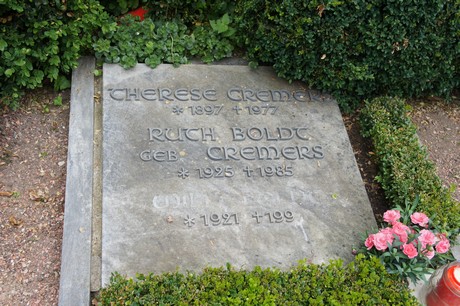 THERESE CREMERS
* 1897 † 1977
RUTH BOLDT
GEB CREMERS
* 1925 † 1985
* 1921 † 199